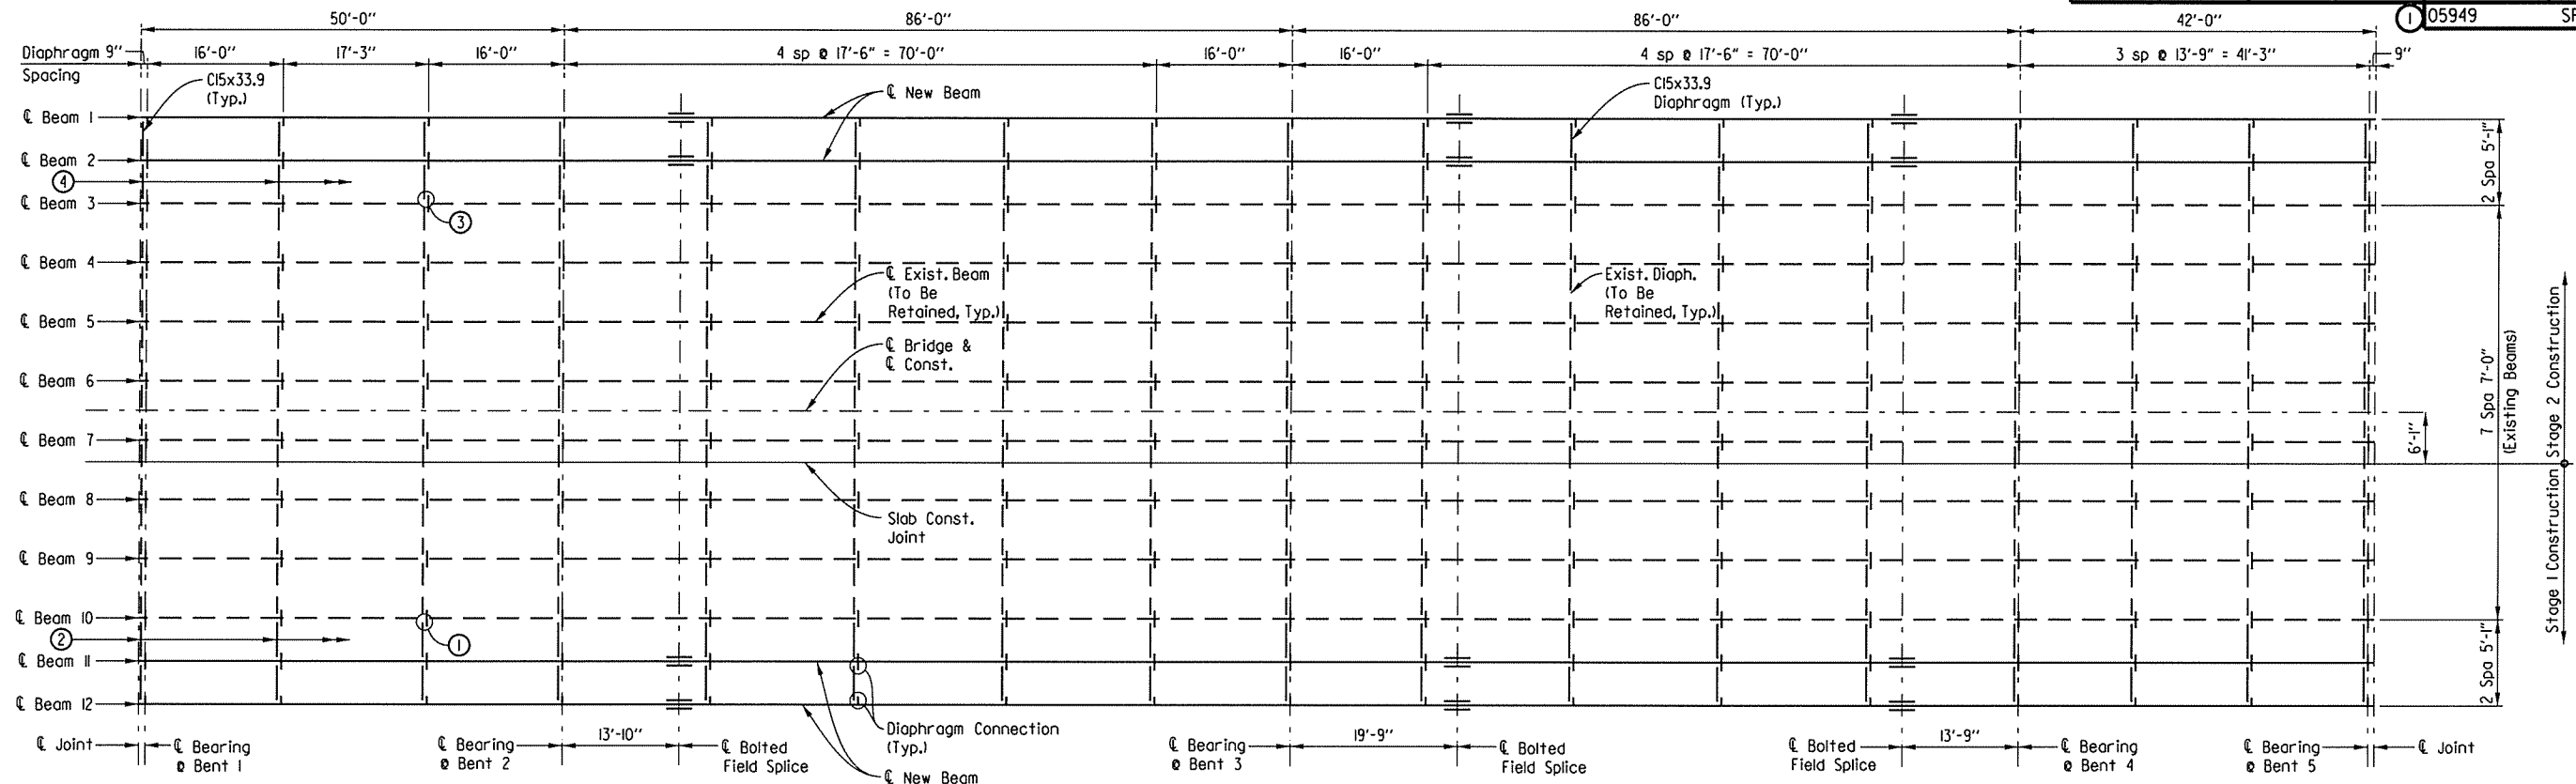 50'-0"
86'-0"
86'-0"
42'-0"
1 05949
Diaphragm 9"
Spacing
16'-0"
17'-3"
16'-0"
4 sp @ 17'-6" = 70'-0"
16'-0"
16'-0"
4 sp @ 17'-6" = 70'-0"
3 sp @ 13'-9" = 41'-3"
9"
C15x33.9
(Typ.)
℄ New Beam
C15x33.9
Diaphragm (Typ.)
℄ Beam 1
℄ Beam 2
4
℄ Beam 3
3
℄ Beam 4
℄ Beam 5
℄ Beam 6
℄ Beam 7
℄ Beam 8
℄ Beam 9
℄ Beam 10
2
1
℄ Beam 11
℄ Beam 12
℄ Exist. Beam
(To Be
Retained, Typ.)
℄ Bridge &
℄ Const.
Exist. Diaph.
(To Be
Retained, Typ.)
Slab Const.
Joint
2 Spa 5'-1"
7 Spa 7'-0"
(Existing Beams)
6'-1"
2 Spa 5'-1"
Stage 1 Construction
Stage 2 Construction
Diaphragm Connection
(Typ.)
℄ New Beam
℄ Joint
℄ Bearing
@ Bent 1
℄ Bearing
@ Bent 2
13'-10"
℄ Bolted
Field Splice
℄ Bearing
@ Bent 3
19'-9"
℄ Bolted
Field Splice
℄ Bolted
Field Splice
13'-9"
℄ Bearing
@ Bent 4
℄ Bearing
@ Bent 5
℄ Joint